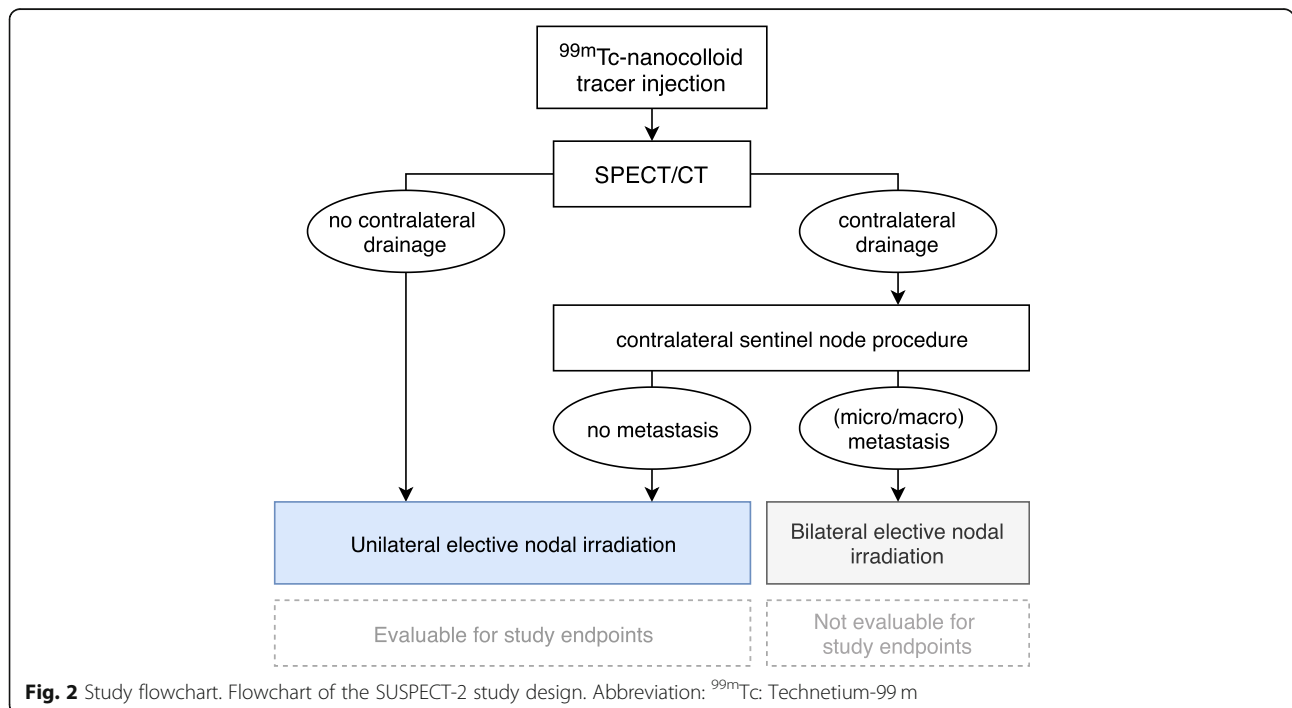 99mTc-nanocolloid
tracer injection
SPECT/CT
no contralateral
drainage
contralateral
drainage
contralateral sentinel node procedure
no metastasis
(micro/macro)
metastasis
Unilateral elective nodal irradiation
Bilateral elective nodal
irradiation
Evaluable for study endpoints
Not evaluable for
study endpoints
Fig. 2 Study flowchart. Flowchart of the SUSPECT-2 study design. Abbreviation: 99mTc: Technetium-99 m